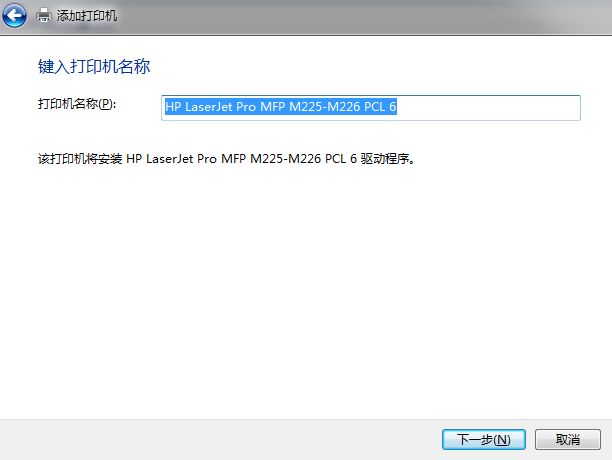 添加打印机
键入打印机名称
打印机名称(P):
HP LaserJet Pro MFP M225-M226 PCL 6
该打印机将安装 HP LaserJet Pro MFP M225-M226 PCL 6 驱动程序。
下一步(N)
取消